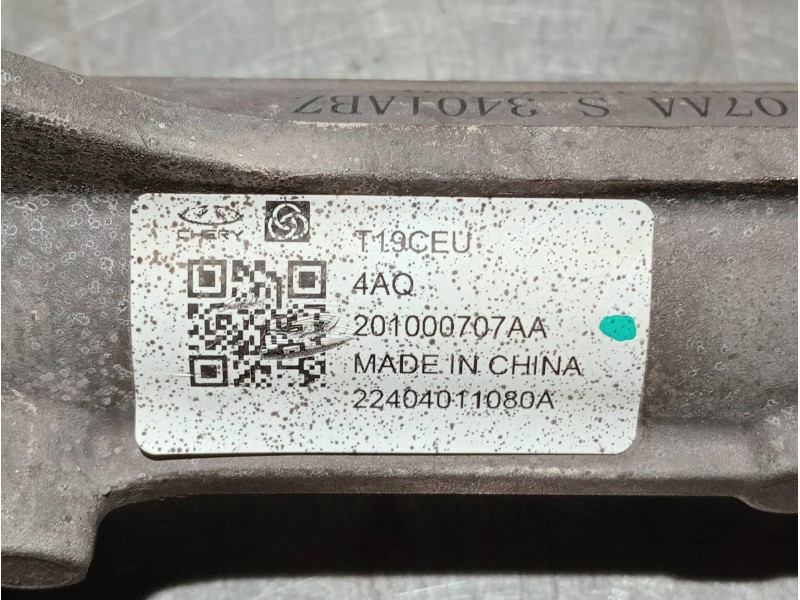 07AA S 3401ABZ
CHERY
T19CEU
4AQ
201000707AA
MADE IN CHINA
22404011080A